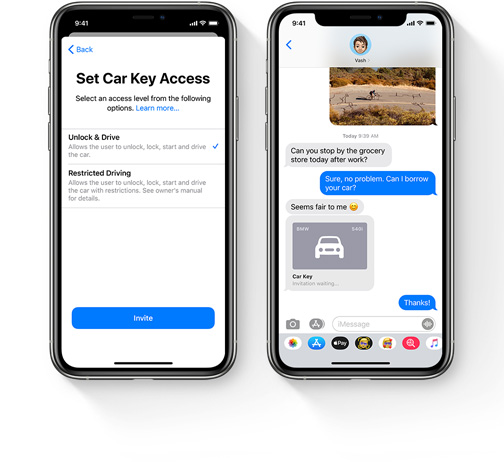 9:41
Back
Set Car Key Access
Select an access level from the following
options. Learn more...
Unlock & Drive
Allows the user to unlock, lock, start and drive
the car.
Restricted Driving
Allows the user to unlock, lock, start and drive
the car with restrictions. See owner's manual
for details.
Invite
9:41
Vash
Today 9:39 AM
Can you stop by the grocery
store today after work?
Sure, no problem. Can I borrow
your car?
Seems fair to me 😊
BMW 540i
Car Key
Invitation waiting...
Thanks!
iMessage
Pay